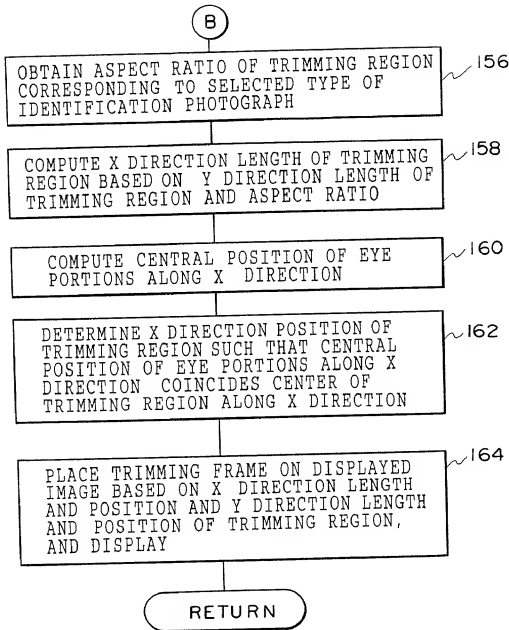 B
OBTAIN ASPECT RATIO OF TRIMMING REGION
CORRESPONDING TO SELECTED TYPE OF
IDENTIFICATION PHOTOGRAPH
156
COMPUTE X DIRECTION LENGTH OF TRIMMING
REGION BASED ON Y DIRECTION LENGTH OF
TRIMMING REGION AND ASPECT RATIO
158
COMPUTE CENTRAL POSITION OF EYE
PORTIONS ALONG X DIRECTION
160
DETERMINE X DIRECTION POSITION OF
TRIMMING REGION SUCH THAT CENTRAL
POSITION OF EYE PORTIONS ALONG X
DIRECTION COINCIDES CENTER OF
TRIMMING REGION ALONG X DIRECTION
162
PLACE TRIMMING FRAME ON DISPLAYED
IMAGE BASED ON X DIRECTION LENGTH
AND POSITION AND Y DIRECTION LENGTH
AND POSITION OF TRIMMING REGION,
AND DISPLAY
164
RETURN